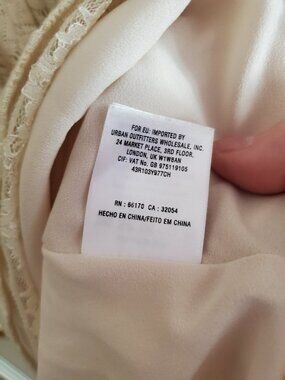 FOR EU: IMPORTED BY
URBAN OUTFITTERS WHOLESALE, INC.
24 MARKET PLACE, 3RD FLOOR,
LONDON, UK W1W8AN
CIF: VAT No. GB 975119105
43R103Y977CH
RN : 66170 CA : 32054
HECHO EN CHINA/FEITO EM CHINA